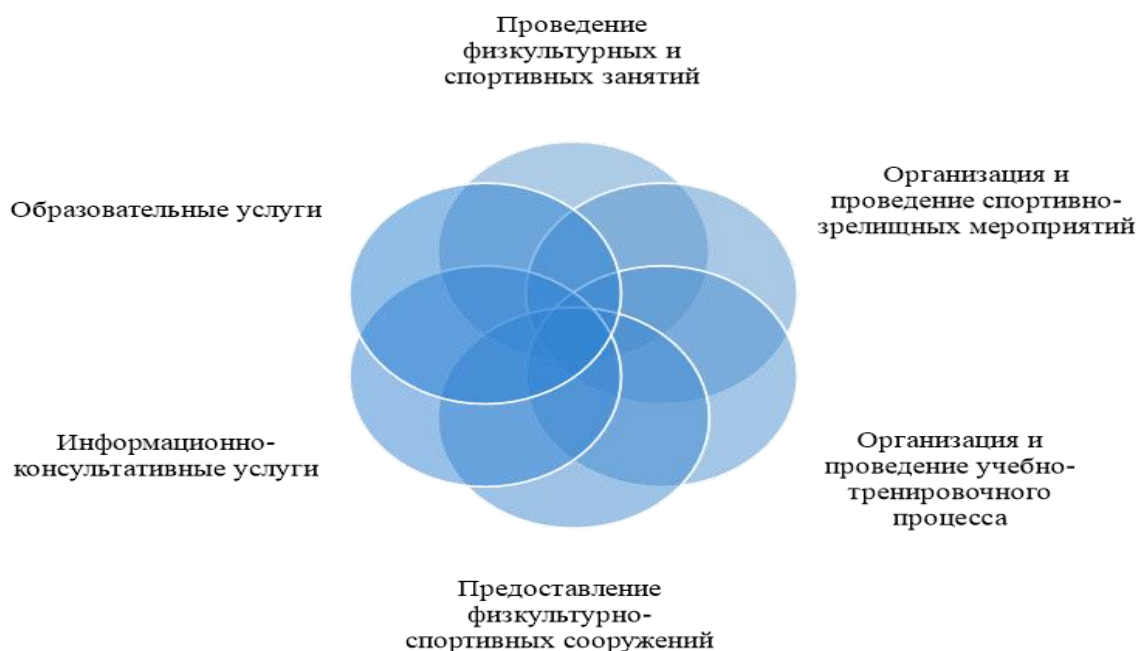 Проведение
физкультурных и
спортивных занятий
Организация и
проведение спортивно-
зрелищных мероприятий
Организация и
проведение учебно-
тренировочного
процесса
Предоставление
физкультурно-
спортивных сооружений
Информационно-
консультативные услуги
Образовательные услуги